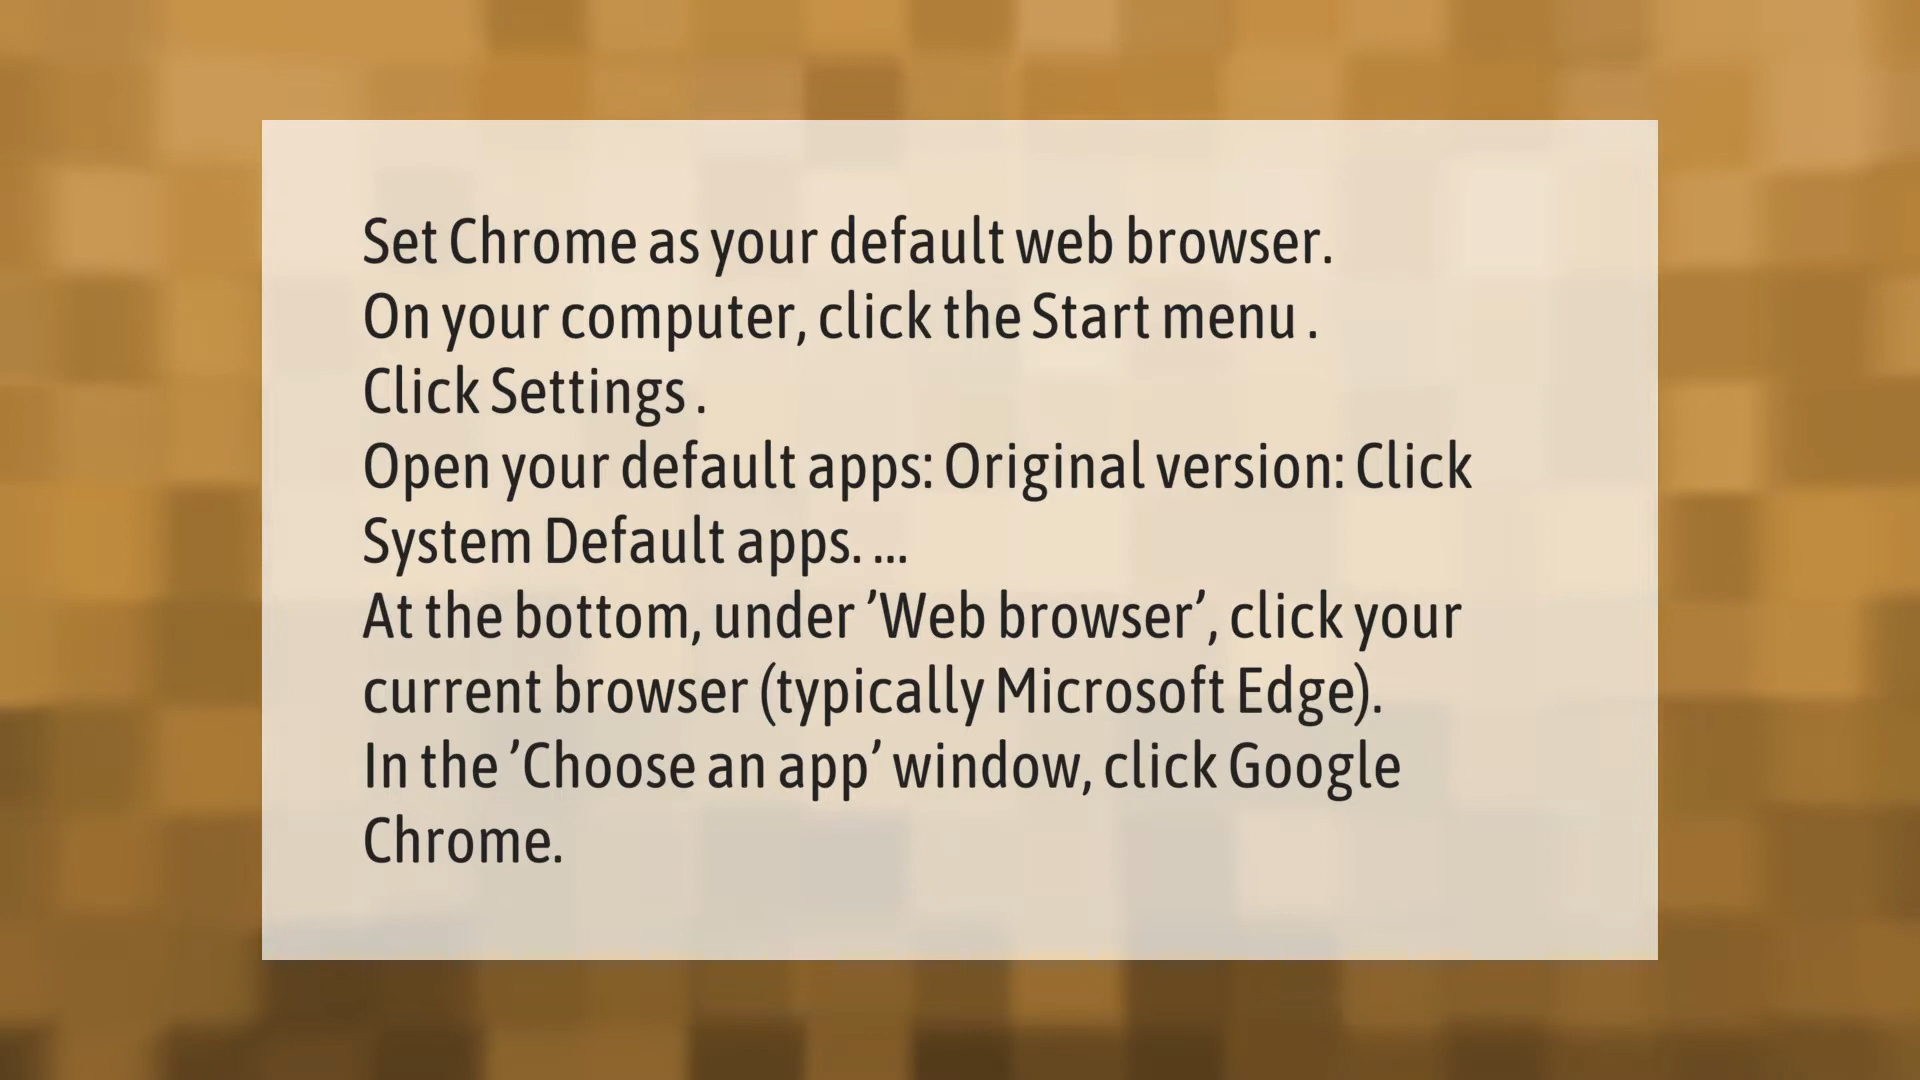 Set Chrome as your default web browser.
On your computer, click the Start menu .
Click Settings .
Open your default apps: Original version: Click
System Default apps. ...
At the bottom, under ’Web browser’, click your
current browser (typically Microsoft Edge).
In the ’Choose an app’ window, click Google
Chrome.